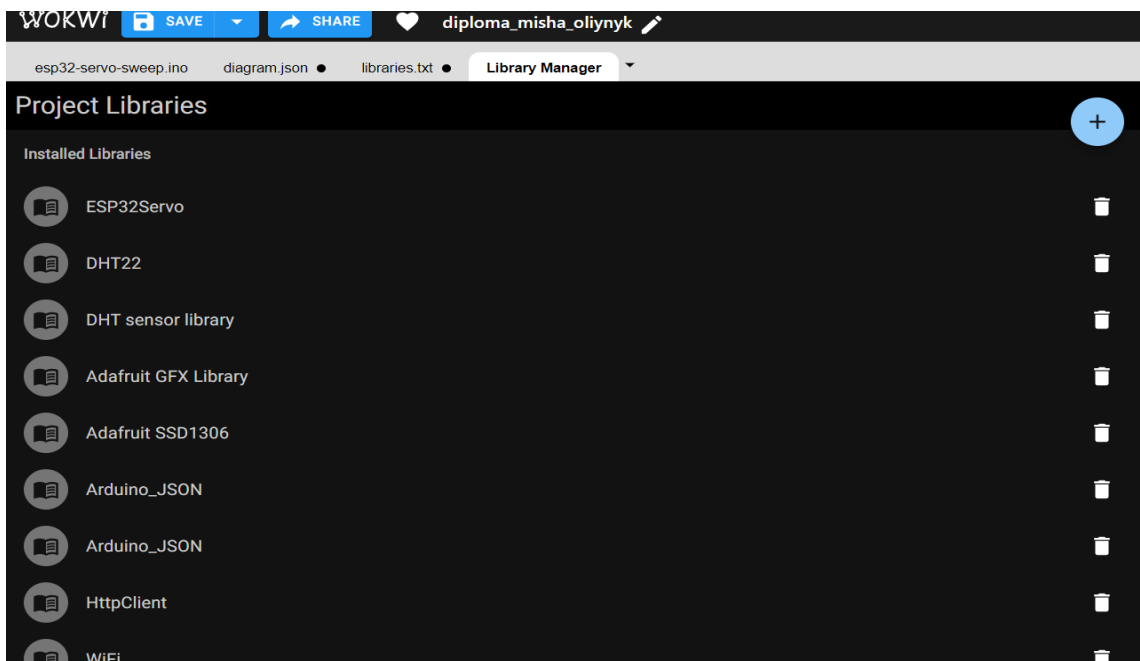 WOKWi SAVE SHARE diploma_misha_oliynyk
esp32-servo-sweep.ino diagram.json ● libraries.txt ● Library Manager
Project Libraries
+
Installed Libraries
ESP32Servo
DHT22
DHT sensor library
Adafruit GFX Library
Adafruit SSD1306
Arduino_JSON
Arduino_JSON
HttpClient
WiFi